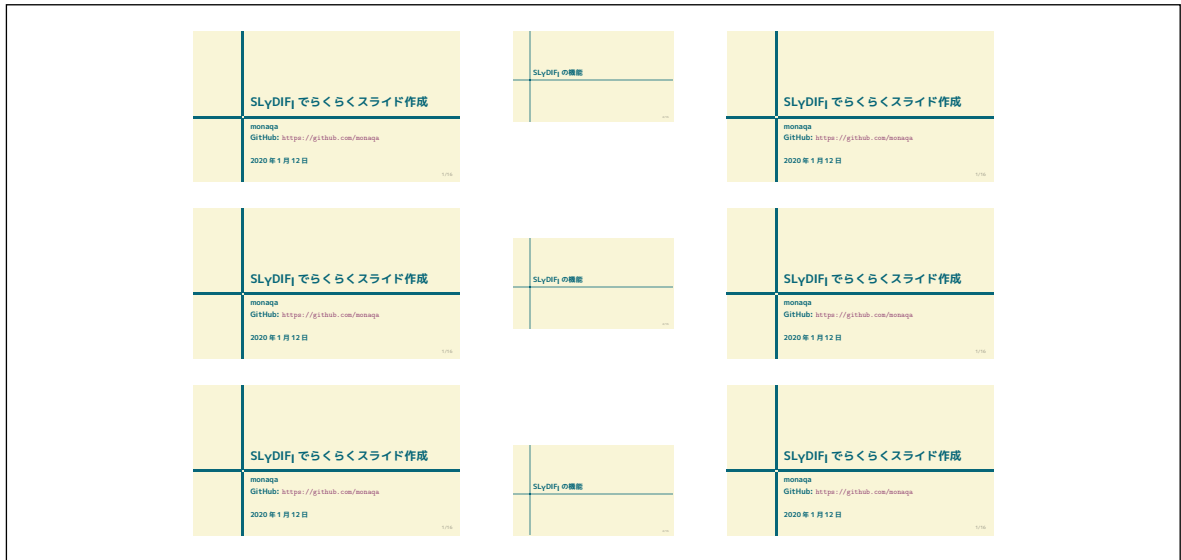 SLyDIFI でらくらくスライド作成
monaqa
GitHub: https://github.com/monaqa
2020 年 1 月 12 日
SLyDIFI の機能
SLyDIFI でらくらくスライド作成
monaqa
GitHub: https://github.com/monaqa
2020 年 1 月 12 日
SLyDIFI でらくらくスライド作成
monaqa
GitHub: https://github.com/monaqa
2020 年 1 月 12 日
SLyDIFI の機能
SLyDIFI でらくらくスライド作成
monaqa
GitHub: https://github.com/monaqa
2020 年 1 月 12 日
SLyDIFI でらくらくスライド作成
monaqa
GitHub: https://github.com/monaqa
2020 年 1 月 12 日
SLyDIFI の機能
SLyDIFI でらくらくスライド作成
monaqa
GitHub: https://github.com/monaqa
2020 年 1 月 12 日